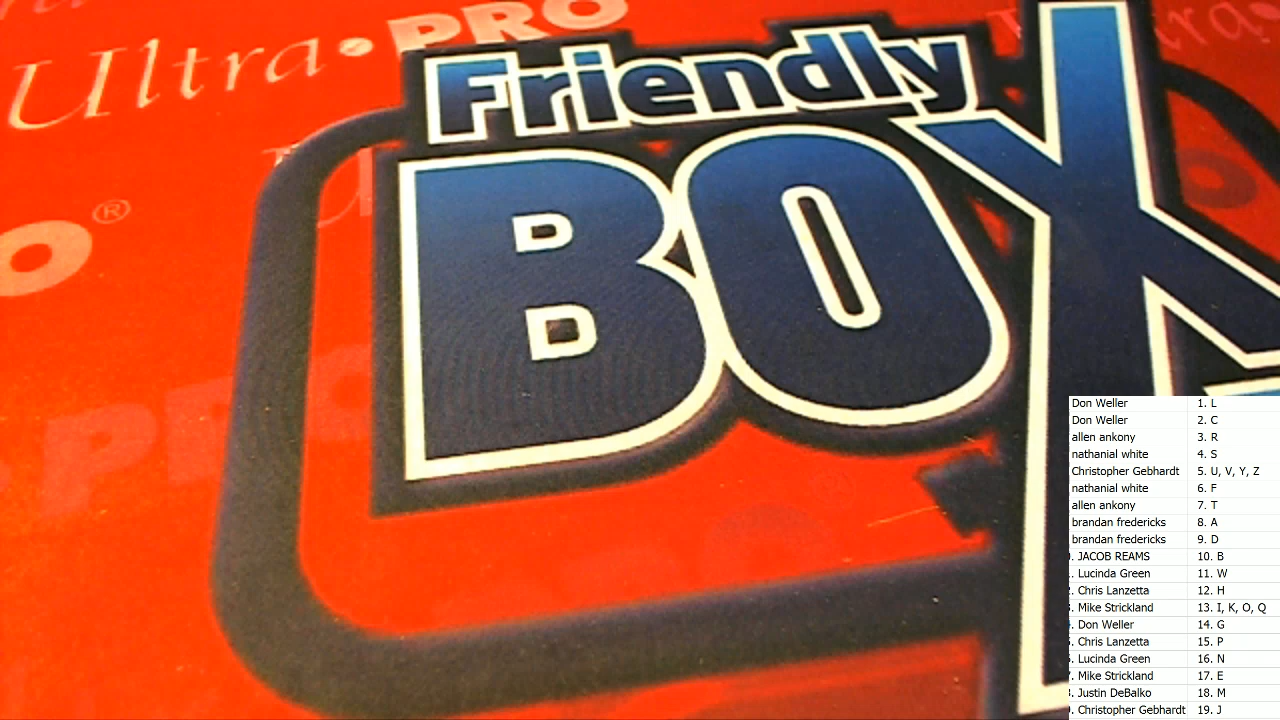 Ultra•PRO
Friendly
BOX
PRO®
PRO
Don Weller 1. L
Don Weller 2. C
allen ankony 3. R
nathanial white 4. S
Christopher Gebhardt 5. U, V, Y, Z
nathanial white 6. F
allen ankony 7. T
brandan fredericks 8. A
brandan fredericks 9. D
. JACOB REAMS 10. B
. Lucinda Green 11. W
. Chris Lanzetta 12. H
. Mike Strickland 13. I, K, O, Q
. Don Weller 14. G
. Chris Lanzetta 15. P
. Lucinda Green 16. N
. Mike Strickland 17. E
. Justin DeBalko 18. M
. Christopher Gebhardt 19. J